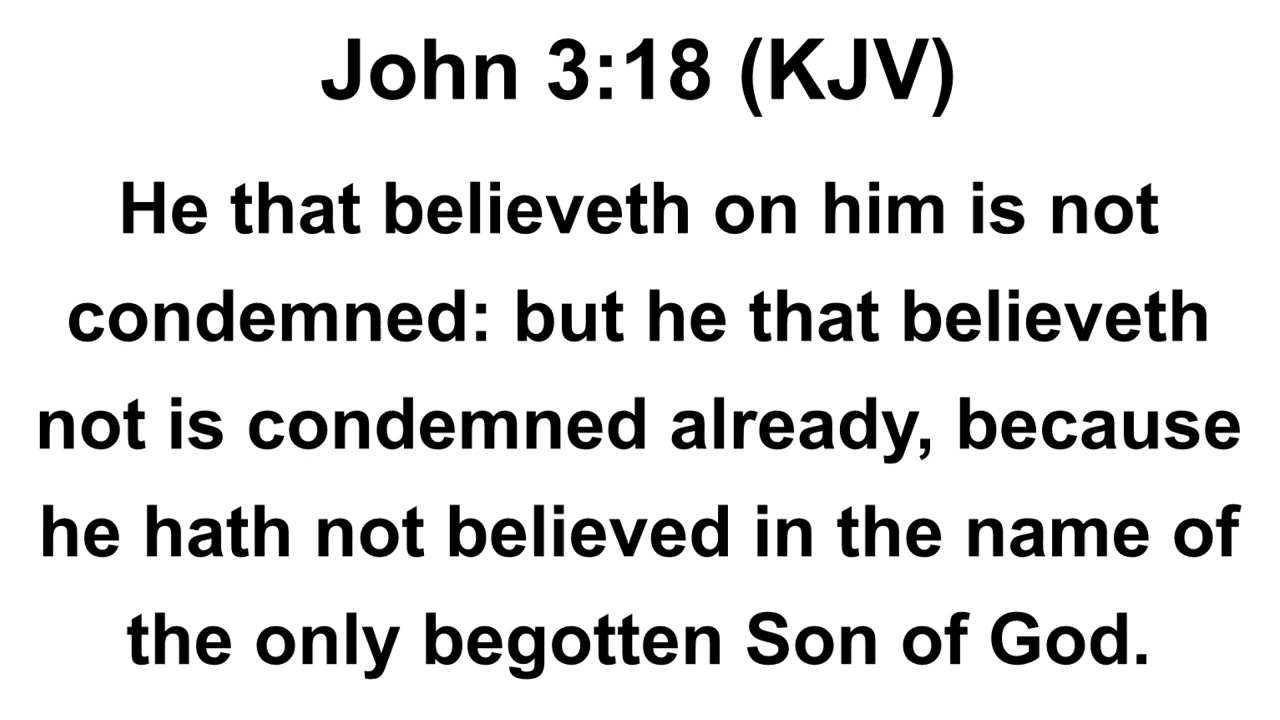 John 3:18 (KJV)
He that believeth on him is not
condemned: but he that believeth
not is condemned already, because
he hath not believed in the name of
the only begotten Son of God.